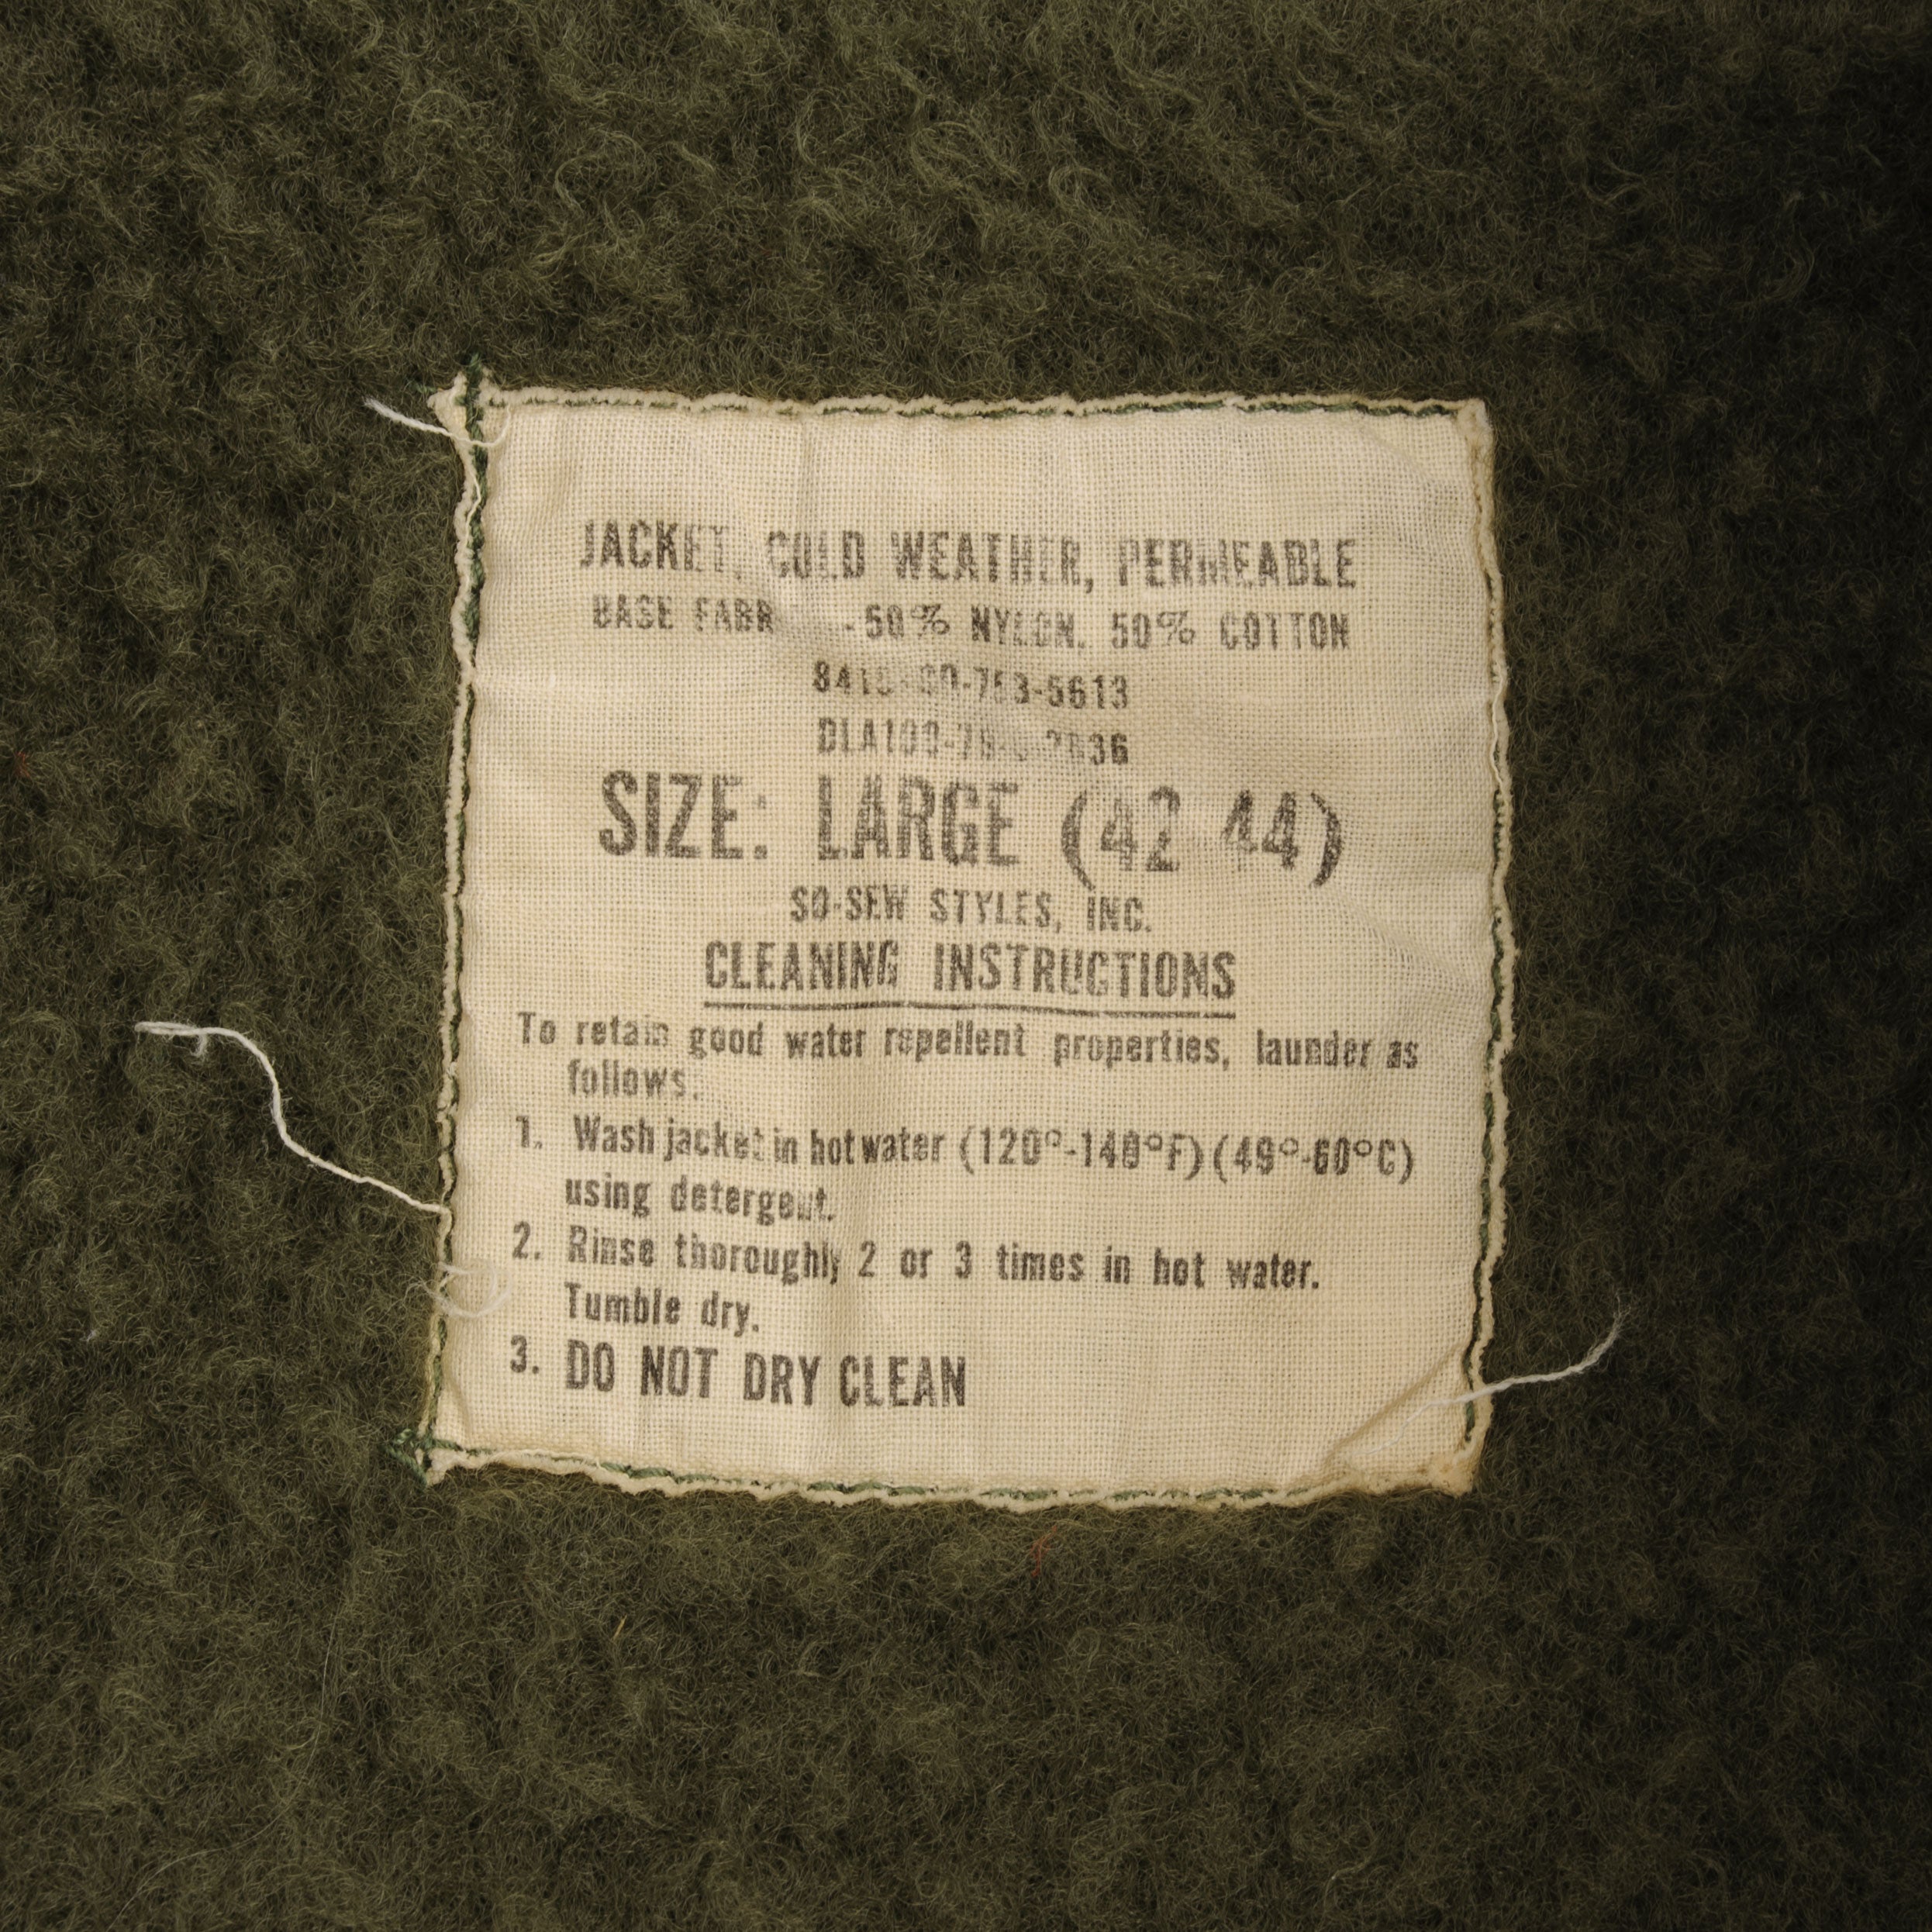 JACKET, COLD WEATHER, PERMEABLE
BASE - 50% NYLON. 50% COTTON
SIZE: LARGE (42 44)
SO-SEW STYLES, INC.
CLEANING INSTRUCTIONS
To retain good water repellent properties, launder as
follows.
1. Wash jacket in hot water (120°-140°F) (49°-60°C)
using detergent.
2. Rinse thoroughly 2 or 3 times in hot water.
Tumble dry.
3. DO NOT DRY CLEAN